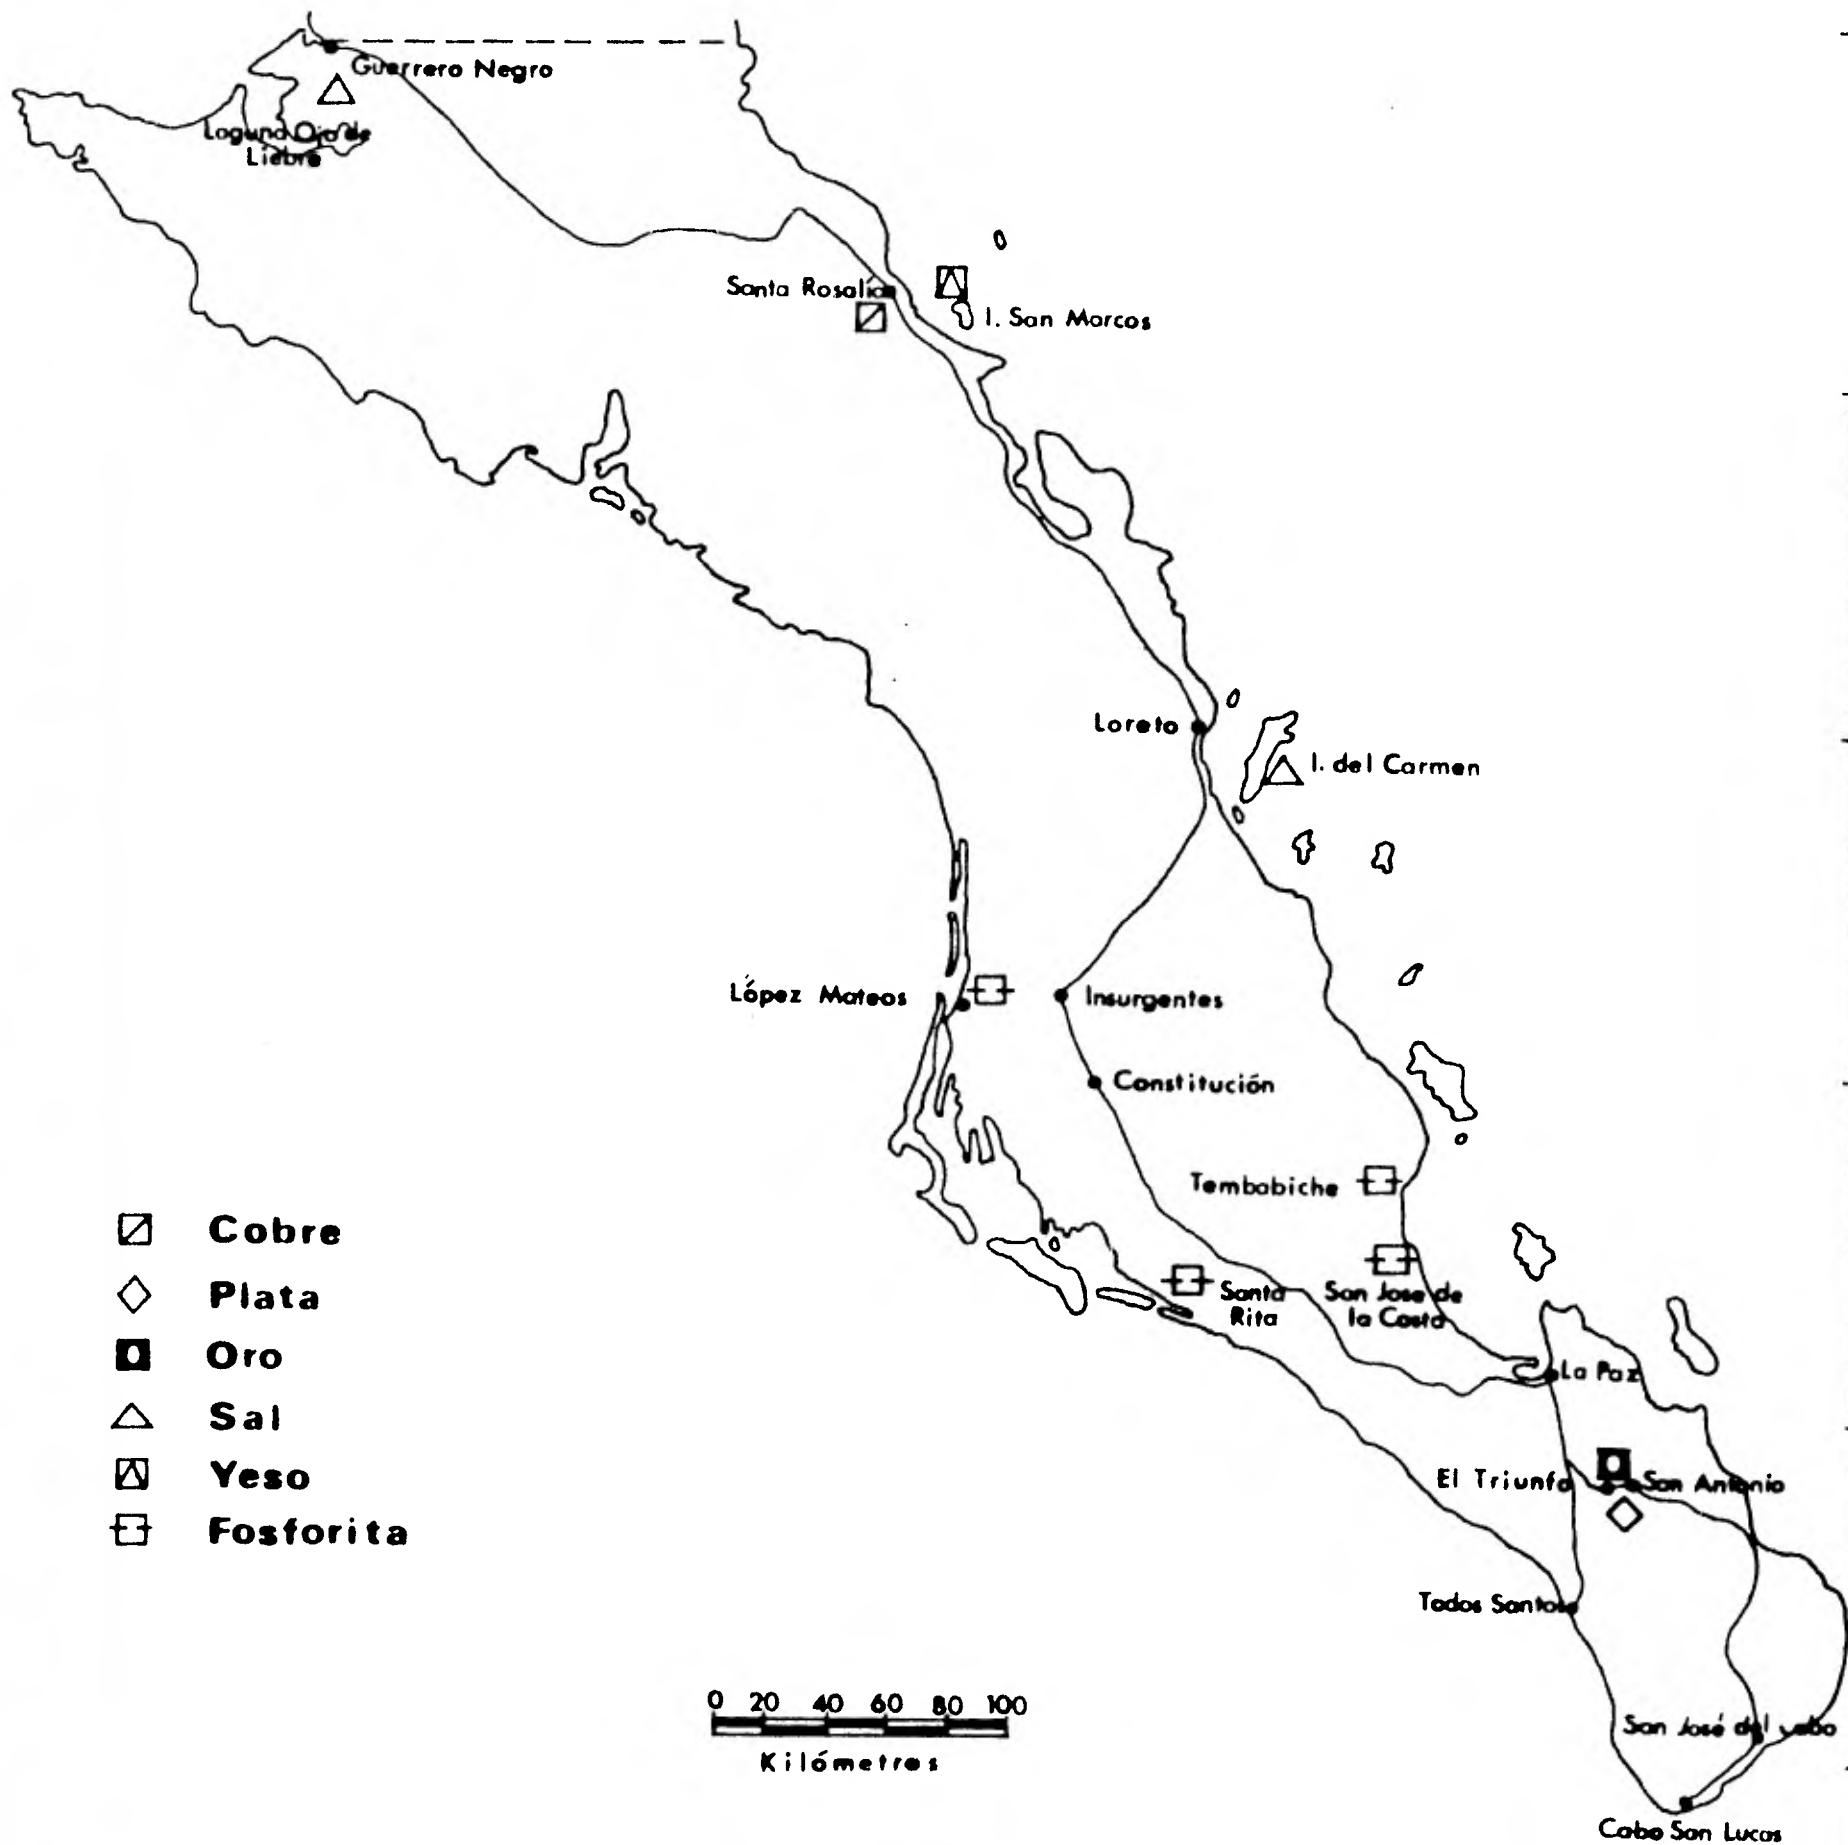 Guerrero Negro
Laguna Ojo de
Liebre
Santa Rosalía
I. San Marcos
Loreto
I. del Carmen
López Mateos
Insurgentes
Constitución
Tembabiche
Santa
Rita
San Jose de
la Costa
La Paz
El Triunfo
San Antonio
Todos Santos
San José del Cabo
Cabo San Lucas
Cobre
Plata
Oro
Sal
Yeso
Fosforita
0 20 40 60 80 100
Kilómetros